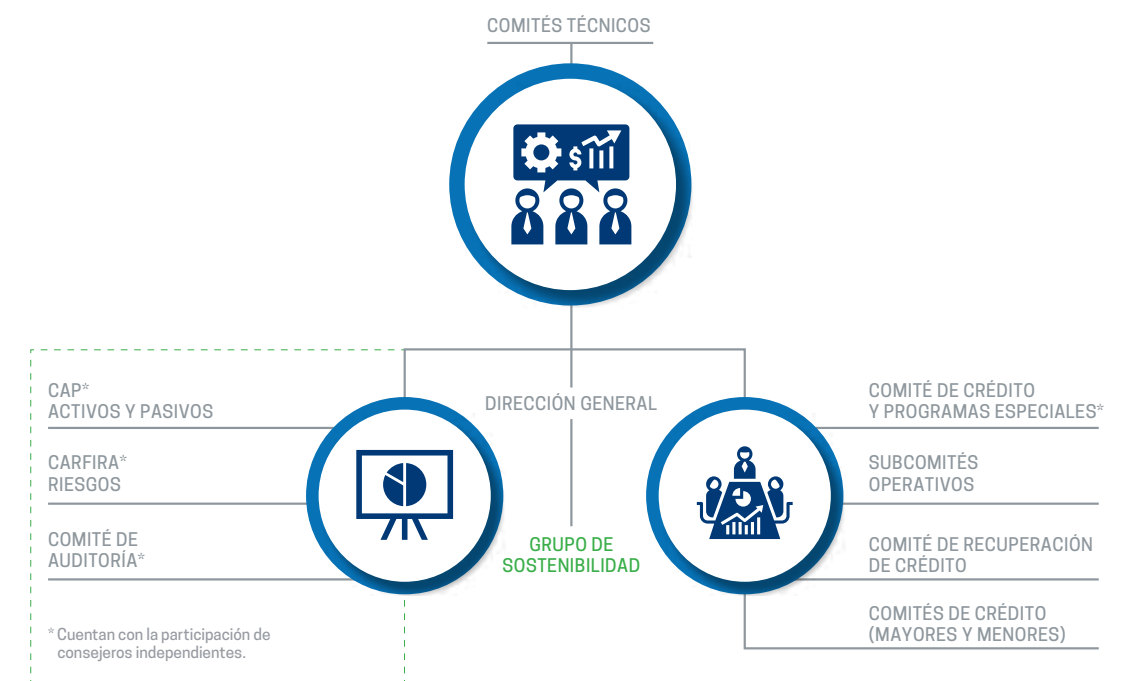 COMITÉS TÉCNICOS
$
CAP*
ACTIVOS Y PASIVOS
CARFIRA*
RIESGOS
COMITÉ DE
AUDITORÍA*
* Cuentan con la participación de
consejeros independientes.
DIRECCIÓN GENERAL
GRUPO DE
SOSTENIBILIDAD
COMITÉ DE CRÉDITO
Y PROGRAMAS ESPECIALES*
SUBCOMITÉS
OPERATIVOS
COMITÉ DE RECUPERACIÓN
DE CRÉDITO
COMITÉS DE CRÉDITO
(MAYORES Y MENORES)